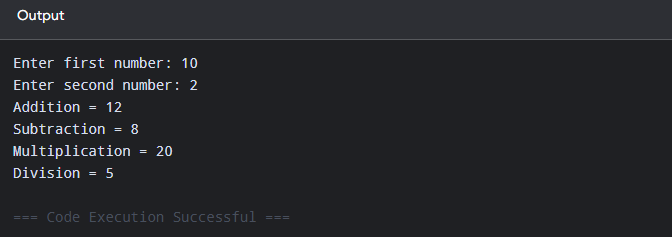 Output
Enter first number: 10
Enter second number: 2
Addition = 12
Subtraction = 8
Multiplication = 20
Division = 5
=== Code Execution Successful ===